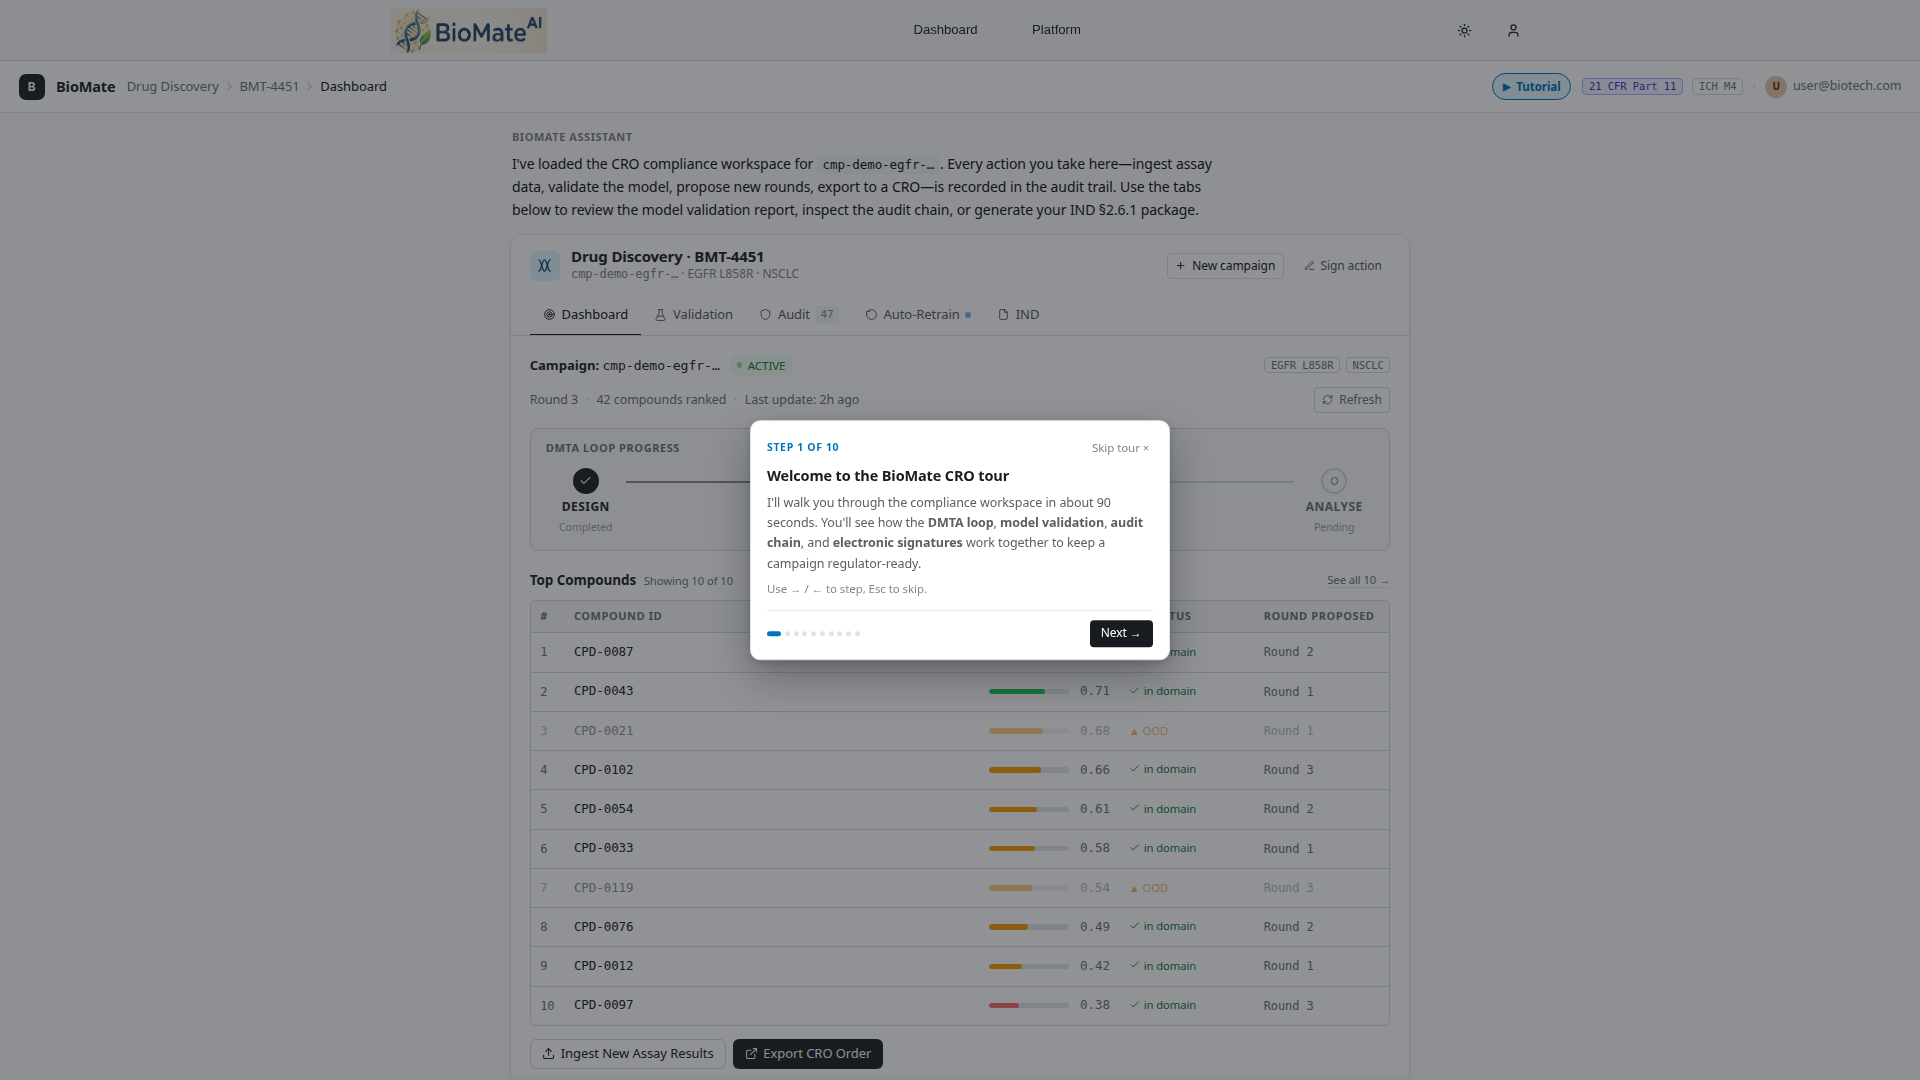 BioMate AI
Dashboard
Platform
B
BioMate
Drug Discovery
BMT-4451
Dashboard
▶ Tutorial
21 CFR Part 11
ICH M4
U
user@biotech.com
BIOMATE ASSISTANT
I've loaded the CRO compliance workspace for cmp-demo-egfr-… . Every action you take here—ingest assay
data, validate the model, propose new rounds, export to a CRO—is recorded in the audit trail. Use the tabs
below to review the model validation report, inspect the audit chain, or generate your IND §2.6.1 package.
Drug Discovery · BMT-4451
cmp-demo-egfr-… · EGFR L858R · NSCLC
+ New campaign
Sign action
Dashboard
Validation
Audit 47
Auto-Retrain
IND
Campaign: cmp-demo-egfr-…
ACTIVE
EGFR L858R
NSCLC
Round 3 · 42 compounds ranked · Last update: 2h ago
Refresh
DMTA LOOP PROGRESS
DESIGN
Completed
ANALYSE
Pending
STEP 1 OF 10
Skip tour ×
Welcome to the BioMate CRO tour
I'll walk you through the compliance workspace in about 90
seconds. You'll see how the DMTA loop, model validation, audit
chain, and electronic signatures work together to keep a
campaign regulator-ready.
Use → / ← to step, Esc to skip.
Next →
Top Compounds Showing 10 of 10
See all 10 →
# COMPOUND ID TUS ROUND PROPOSED
1 CPD-0087 main Round 2
2 CPD-0043 0.71 in domain Round 1
3 CPD-0021 0.68 ▲ OOD Round 1
4 CPD-0102 0.66 in domain Round 3
5 CPD-0054 0.61 in domain Round 2
6 CPD-0033 0.58 in domain Round 1
7 CPD-0119 0.54 ▲ OOD Round 3
8 CPD-0076 0.49 in domain Round 2
9 CPD-0012 0.42 in domain Round 1
10 CPD-0097 0.38 in domain Round 3
Ingest New Assay Results
Export CRO Order